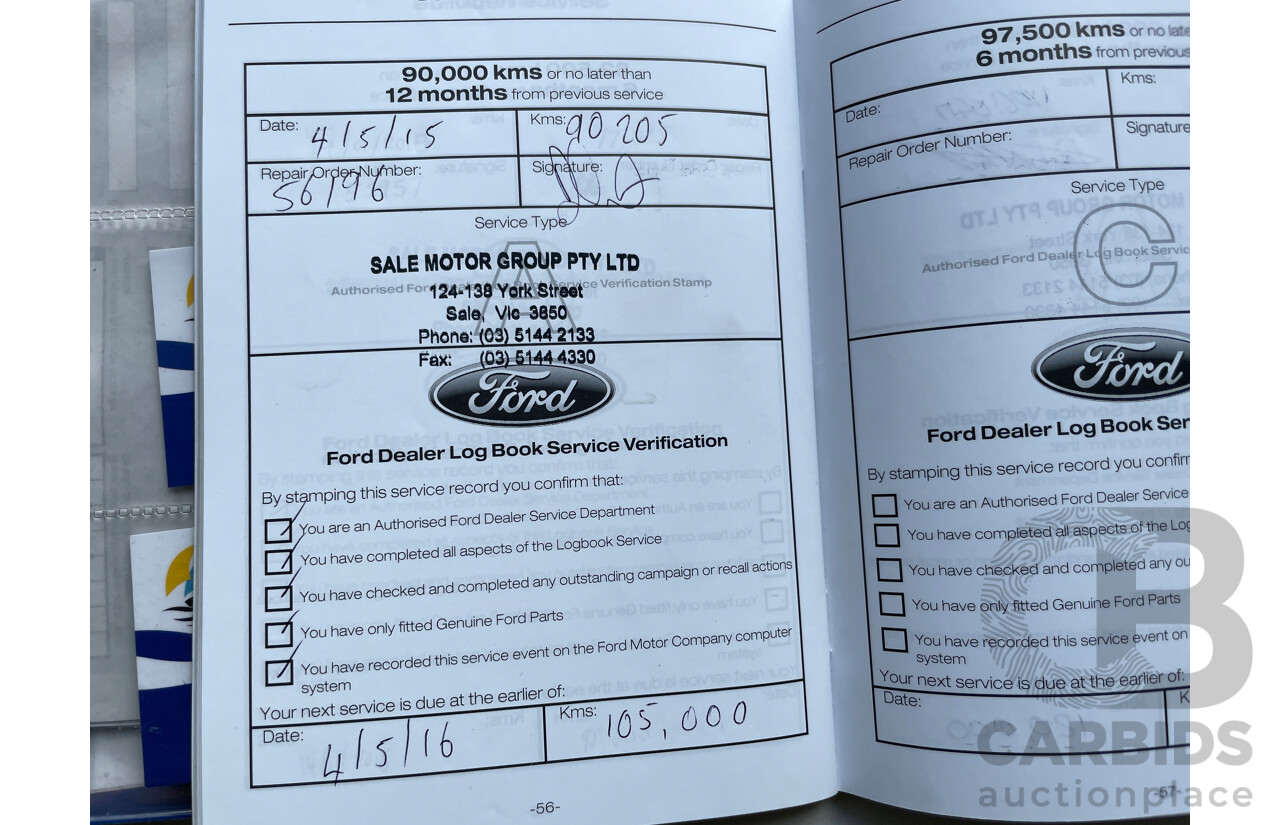 90,000 kms or no later than
12 months from previous service
Date: 4/5/15
Kms: 90 205
Repair Order Number: 56196
Signature:
Service Type
A
SALE MOTOR GROUP PTY LTD
Service Verification Stamp
124-138 York Street
Sale, Vic 3850
Phone: (03) 5144 2133
Fax: (03) 5144 4330
Ford
Ford Dealer Log Book Service Verification
By stamping this service record you confirm that:
You are an Authorised Ford Dealer Service Department
You have completed all aspects of the Logbook Service
You have checked and completed any outstanding campaign or recall actions
You have only fitted Genuine Ford Parts
You have recorded this service event on the Ford Motor Company computer
system
Your next service is due at the earlier of:
Date: 4/5/16
Kms: 105,000
-56-
97,500 kms or no late
6 months from previous
Date:
Kms:
Repair Order Number:
Signature
Service Type
C
Authorised Ford Dealer Log Book Servic
Ford
Ford Dealer Log Book Ser
By stamping this service record you confirm
You are an Authorised Ford Dealer Service
You have completed all aspects of the Log
You have checked and completed any ou
You have only fitted Genuine Ford Parts
You have recorded this service event on
system
Your next service is due at the earlier of:
Date:
K
-57-
CB
CARBIDS
auctionplace